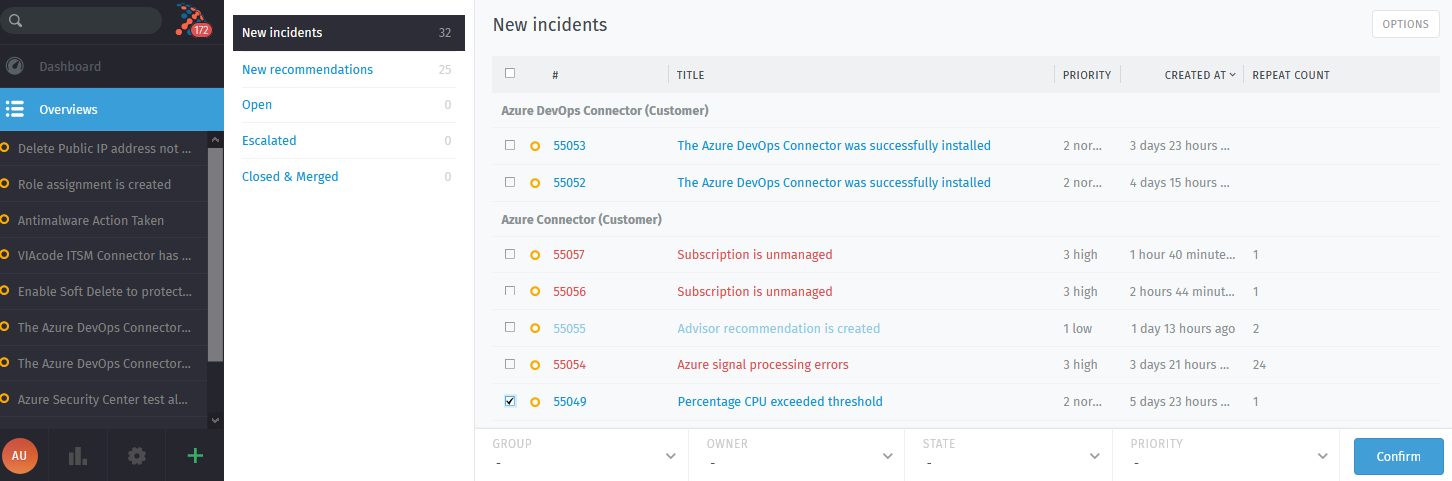 172
Dashboard
Overviews
Delete Public IP address not ...
Role assignment is created
Antimalware Action Taken
VIAcode ITSM Connector has ...
Enable Soft Delete to protect...
The Azure DevOps Connector...
The Azure DevOps Connector...
Azure Security Center test al...
AU
New incidents 32
New recommendations 25
Open 0
Escalated 0
Closed & Merged 0
New incidents
OPTIONS
# TITLE PRIORITY CREATED AT REPEAT COUNT
Azure DevOps Connector (Customer)
55053 The Azure DevOps Connector was successfully installed 2 nor... 3 days 23 hours ...
55052 The Azure DevOps Connector was successfully installed 2 nor... 4 days 15 hours ...
Azure Connector (Customer)
55057 Subscription is unmanaged 3 high 1 hour 40 minute... 1
55056 Subscription is unmanaged 3 high 2 hours 44 minut... 1
55055 Advisor recommendation is created 1 low 1 day 13 hours ago 2
55054 Azure signal processing errors 3 high 3 days 21 hours ... 24
55049 Percentage CPU exceeded threshold 2 nor... 5 days 23 hours ... 1
GROUP OWNER STATE PRIORITY
- - - -
Confirm